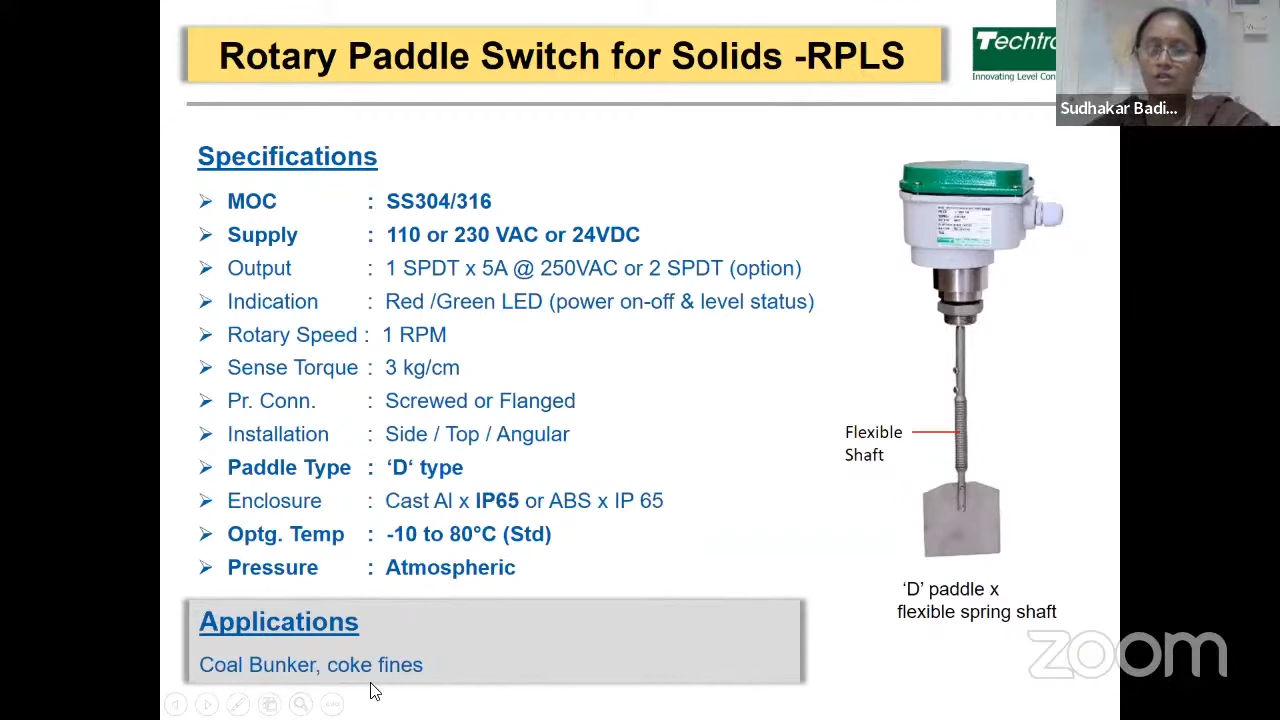 Rotary Paddle Switch for Solids -RPLS
Innovating Level Con
Sudhakar Badi...
Specifications
MOC : SS304/316
Supply : 110 or 230 VAC or 24VDC
Output : 1 SPDT x 5A @ 250VAC or 2 SPDT (option)
Indication : Red /Green LED (power on-off & level status)
Rotary Speed : 1 RPM
Sense Torque : 3 kg/cm
Pr. Conn. : Screwed or Flanged
Installation : Side / Top / Angular
Paddle Type : ‘D‘ type
Enclosure : Cast Al x IP65 or ABS x IP 65
Optg. Temp : -10 to 80°C (Std)
Pressure : Atmospheric
Flexible
Shaft
‘D’ paddle x
flexible spring shaft
Applications
Coal Bunker, coke fines
zoom